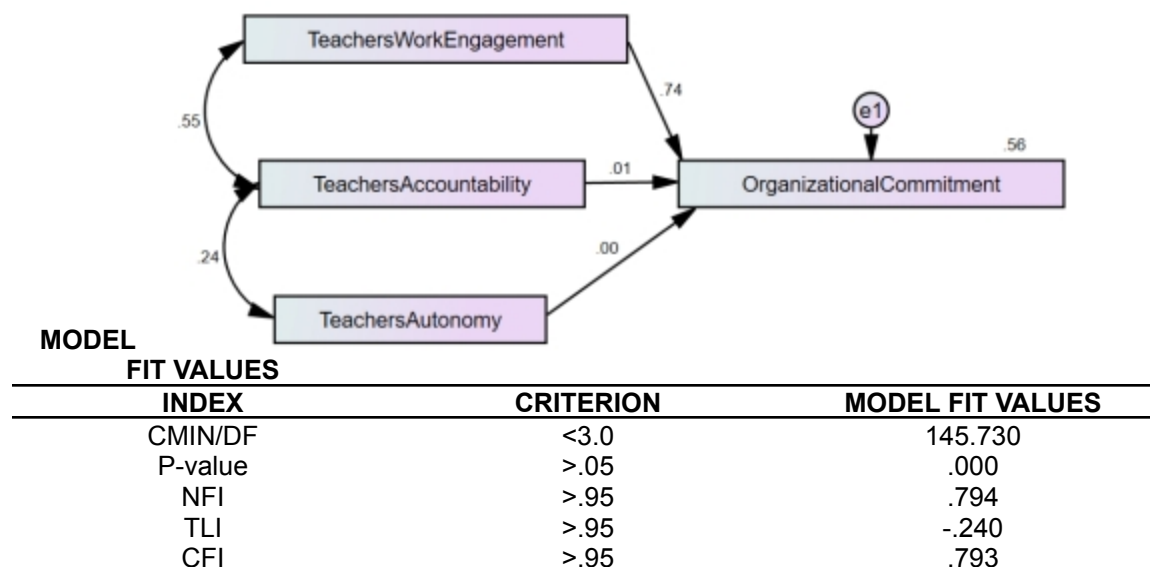 TeachersWorkEngagement
.74
e1
.55
.56
.01
TeachersAccountability
OrganizationalCommitment
.24
.00
TeachersAutonomy
MODEL
FIT VALUES
INDEX CRITERION MODEL FIT VALUES
CMIN/DF <3.0 145.730
P-value >.05 .000
NFI >.95 .794
TLI >.95 -.240
CFI >.95 .793